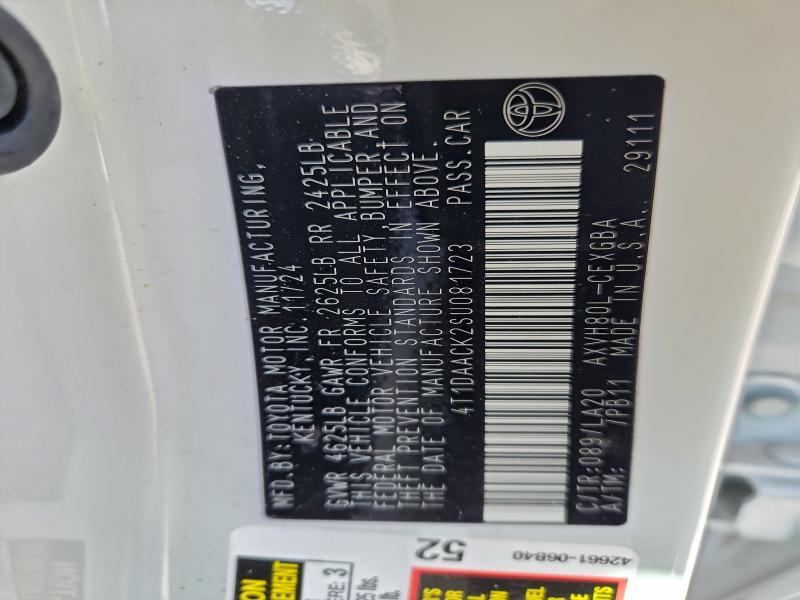 MFD.BY:TOYOTA MOTOR MANUFACTURING,
KENTUCKY, INC. 11/24
GVWR 4625LB GAWR FR 2625LB RR 2425LB
THIS VEHICLE CONFORMS TO ALL APPLICABLE
FEDERAL MOTOR VEHICLE SAFETY,BUMPER,AND
THEFT PREVENTION STANDARDS IN EFFECT ON
THE DATE OF MANUFACTURE SHOWN ABOVE.
4T1DAACK2SU081723 PASS.CAR
C/TR:089/LA20 AXVH80L-CEXGBA
A/TM: 7PB11 MADE IN U.S.A. 29111
52
42661-06B40